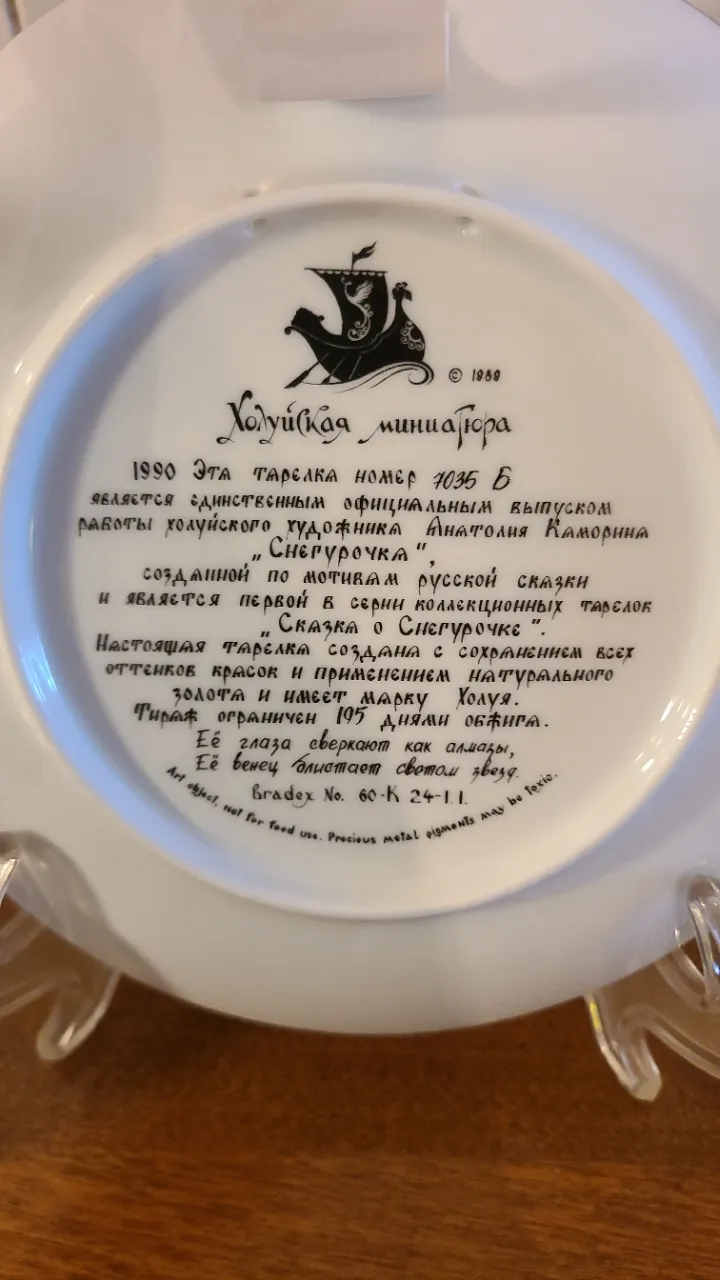 © 1989
Холуйская миниатюра
1990 Эта тарелка номер 7035 Б
является единственным официальным выпуском
работы холуйского художника Анатолия Каморина
„Снегурочка",
созданной по мотивам русской сказки
и является первой в серии коллекционных тарелок
„Сказка о Снегурочке".
Настоящая тарелка создана с сохранением всех
оттенков красок и применением натурального
золота и имеет марку Холуя.
Тираж ограничен 195 днями обжига.
Её глаза сверкают как алмазы,
Её венец блистает светом звезд.
Bradex No. 60-K 24-1.1.
Art object, not for food use. Precious metal pigments may be toxic.